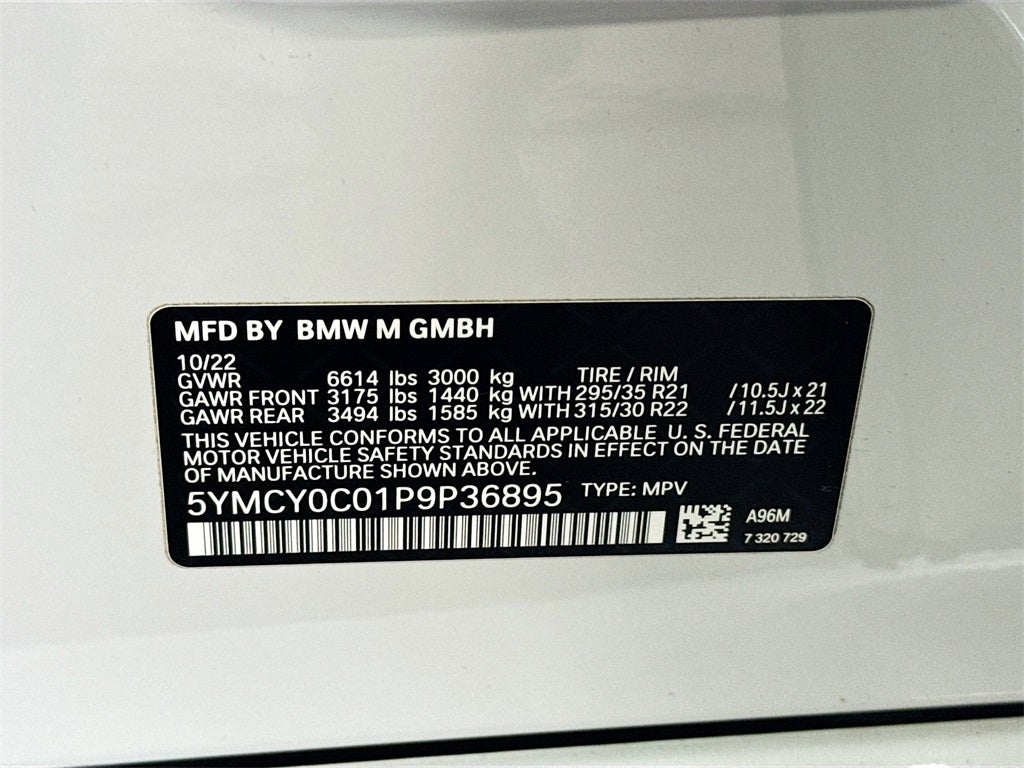 MFD BY BMW M GMBH
10/22
GVWR 6614 lbs 3000 kg TIRE / RIM
GAWR FRONT 3175 lbs 1440 kg WITH 295/35 R21 /10.5J x 21
GAWR REAR 3494 lbs 1585 kg WITH 315/30 R22 /11.5J x 22
THIS VEHICLE CONFORMS TO ALL APPLICABLE U. S. FEDERAL
MOTOR VEHICLE SAFETY STANDARDS IN EFFECT ON THE DATE
OF MANUFACTURE SHOWN ABOVE.
5YMCY0C01P9P36895 TYPE: MPV
A96M
7 320 729